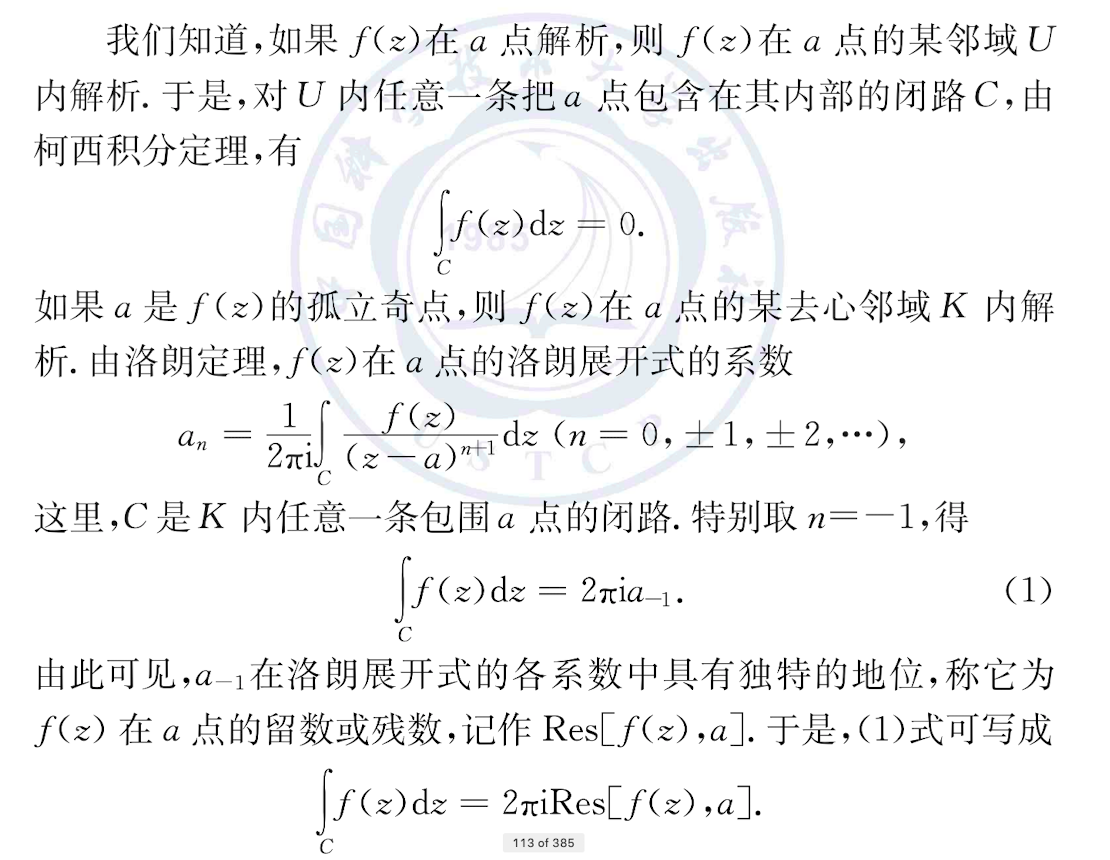 我们知道,如果 f(z)在 a 点解析,则 f(z)在 a 点的某邻域 U
内解析. 于是,对 U 内任意一条把 a 点包含在其内部的闭路 C,由
柯西积分定理,有
∫_C f(z)dz = 0.
如果 a 是 f(z)的孤立奇点,则 f(z)在 a 点的某去心邻域 K 内解
析. 由洛朗定理,f(z)在 a 点的洛朗展开式的系数
a_n = \frac{1}{2πi}∫_C \frac{f(z)}{(z-a)^{n+1}}dz (n = 0, ±1, ±2,…),
这里,C 是 K 内任意一条包围 a 点的闭路. 特别取 n=-1,得
∫_C f(z)dz = 2πia_{-1}. (1)
由此可见,a_{-1}在洛朗展开式的各系数中具有独特的地位,称它为
f(z) 在 a 点的留数或残数,记作 Res[f(z),a]. 于是,(1)式可写成
∫_C f(z)dz = 2πiRes[f(z),a].
113 of 385